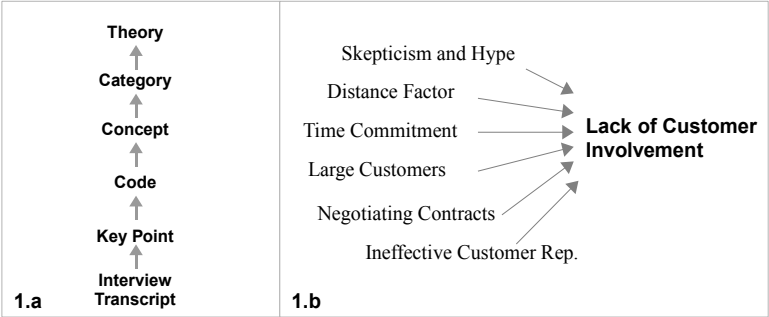 Theory
Category
Concept
Code
Key Point
Interview
Transcript
1.a
Skepticism and Hype
Distance Factor
Time Commitment
Large Customers
Negotiating Contracts
Ineffective Customer Rep.
Lack of Customer
Involvement
1.b